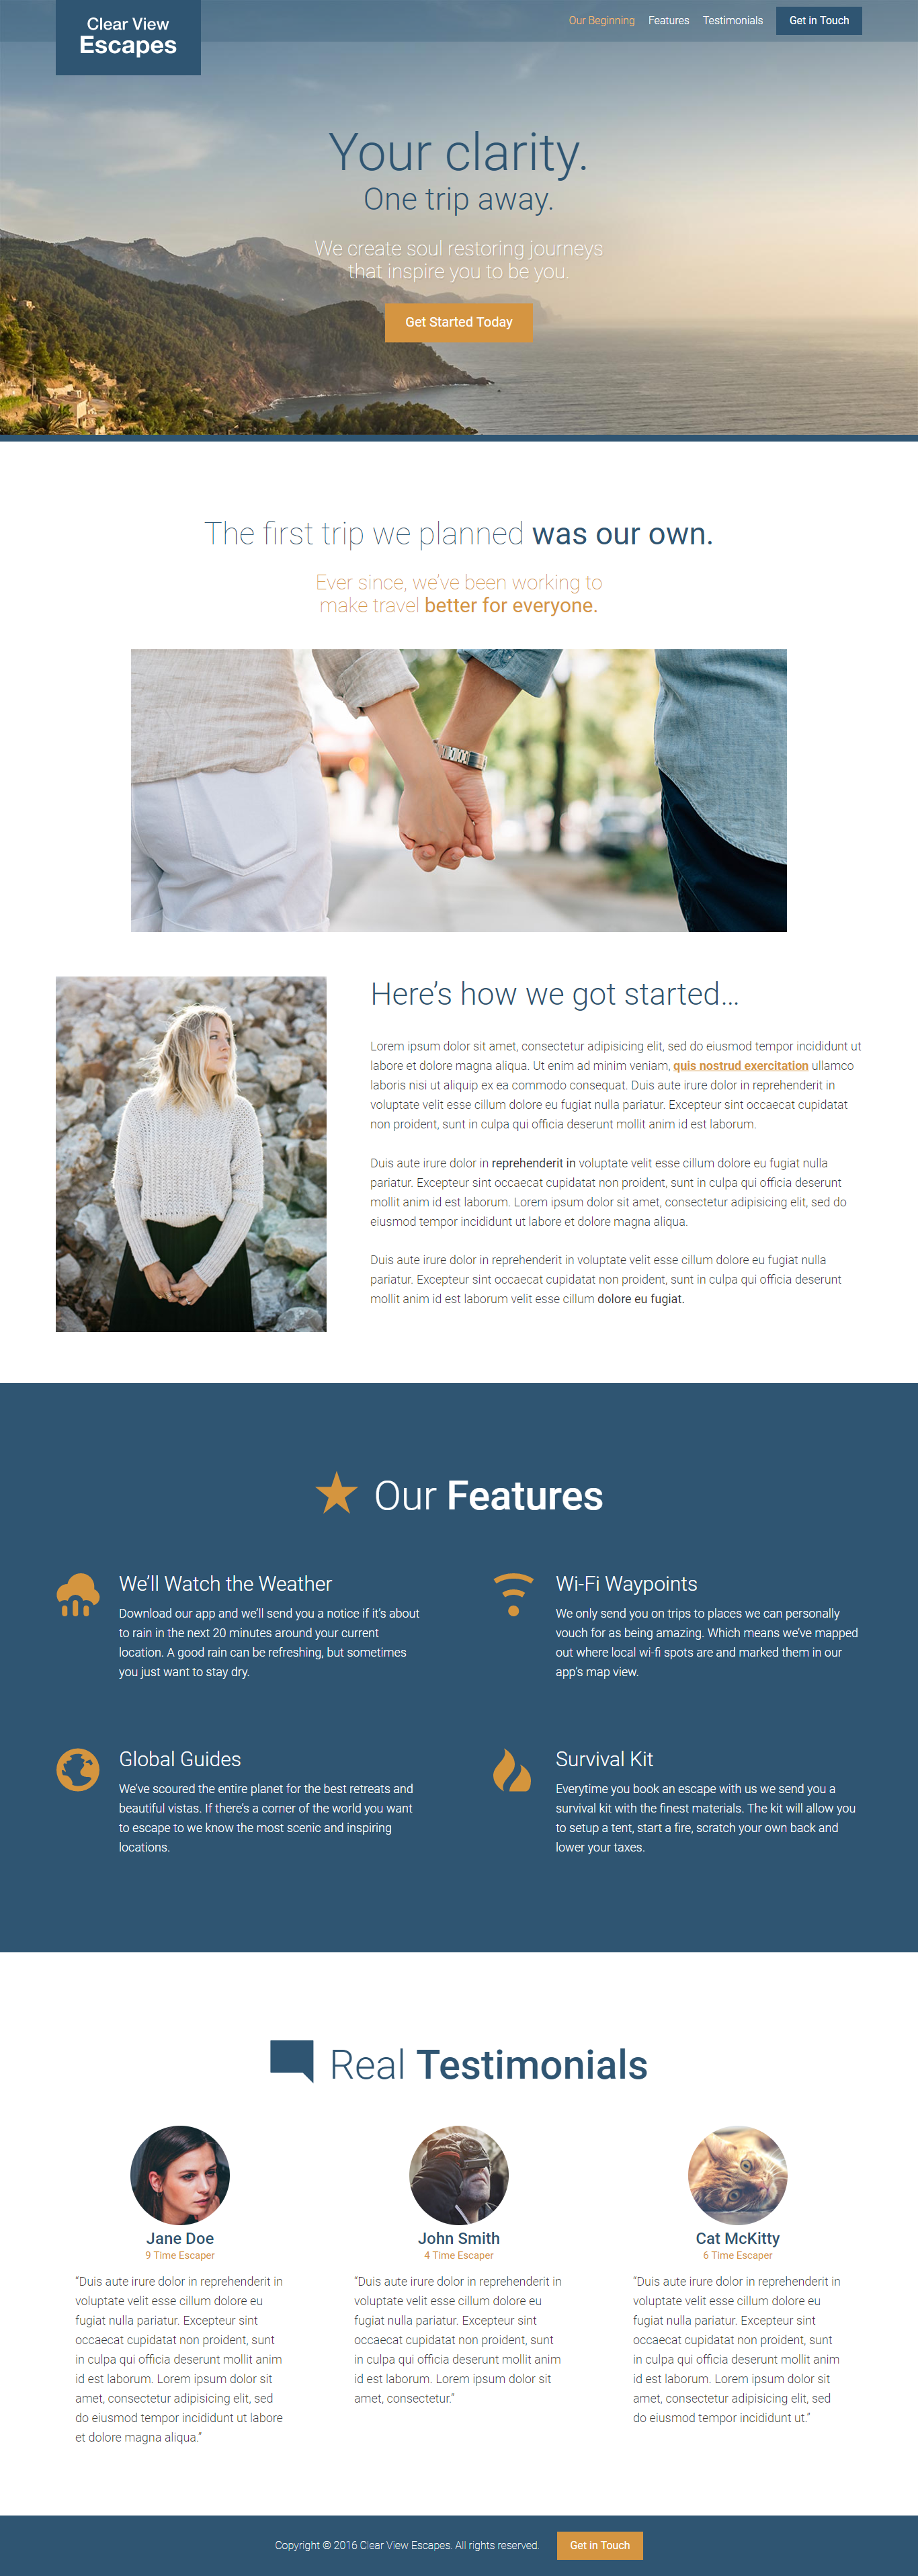 Clear View
Escapes
Our Beginning Features Testimonials Get in Touch
Your clarity.
One trip away.
We create soul restoring journeys
that inspire you to be you.
Get Started Today
The first trip we planned was our own.
Ever since, we've been working to
make travel better for everyone.
Here's how we got started...
Lorem ipsum dolor sit amet, consectetur adipisicing elit, sed do eiusmod tempor incididunt ut
labore et dolore magna aliqua. Ut enim ad minim veniam, quis nostrud exercitation ullamco
laboris nisi ut aliquip ex ea commodo consequat. Duis aute irure dolor in reprehenderit in
voluptate velit esse cillum dolore eu fugiat nulla pariatur. Excepteur sint occaecat cupidatat
non proident, sunt in culpa qui officia deserunt mollit anim id est laborum.
Duis aute irure dolor in reprehenderit in voluptate velit esse cillum dolore eu fugiat nulla
pariatur. Excepteur sint occaecat cupidatat non proident, sunt in culpa qui officia deserunt
mollit anim id est laborum. Lorem ipsum dolor sit amet, consectetur adipisicing elit, sed do
eiusmod tempor incididunt ut labore et dolore magna aliqua.
Duis aute irure dolor in reprehenderit in voluptate velit esse cillum dolore eu fugiat nulla
pariatur. Excepteur sint occaecat cupidatat non proident, sunt in culpa qui officia deserunt
mollit anim id est laborum velit esse cillum dolore eu fugiat.
Our Features
We'll Watch the Weather
Download our app and we'll send you a notice if it's about
to rain in the next 20 minutes around your current
location. A good rain can be refreshing, but sometimes
you just want to stay dry.
Wi-Fi Waypoints
We only send you on trips to places we can personally
vouch for as being amazing. Which means we've mapped
out where local wi-fi spots are and marked them in our
app's map view.
Global Guides
We've scoured the entire planet for the best retreats and
beautiful vistas. If there's a corner of the world you want
to escape to we know the most scenic and inspiring
locations.
Survival Kit
Everytime you book an escape with us we send you a
survival kit with the finest materials. The kit will allow you
to setup a tent, start a fire, scratch your own back and
lower your taxes.
Real Testimonials
Jane Doe
9 Time Escaper
"Duis aute irure dolor in reprehenderit in
voluptate velit esse cillum dolore eu
fugiat nulla pariatur. Excepteur sint
occaecat cupidatat non proident, sunt
in culpa qui officia deserunt mollit anim
id est laborum. Lorem ipsum dolor sit
amet, consectetur adipisicing elit, sed
do eiusmod tempor incididunt ut labore
et dolore magna aliqua."
John Smith
4 Time Escaper
"Duis aute irure dolor in reprehenderit in
voluptate velit esse cillum dolore eu
fugiat nulla pariatur. Excepteur sint
occaecat cupidatat non proident, sunt
in culpa qui officia deserunt mollit anim
id est laborum. Lorem ipsum dolor sit
amet, consectetur."
Cat McKitty
6 Time Escaper
"Duis aute irure dolor in reprehenderit in
voluptate velit esse cillum dolore eu
fugiat nulla pariatur. Excepteur sint
occaecat cupidatat non proident, sunt
in culpa qui officia deserunt mollit anim
id est laborum. Lorem ipsum dolor sit
amet, consectetur adipisicing elit, sed
do eiusmod tempor incididunt ut."
Copyright © 2016 Clear View Escapes. All rights reserved. Get in Touch